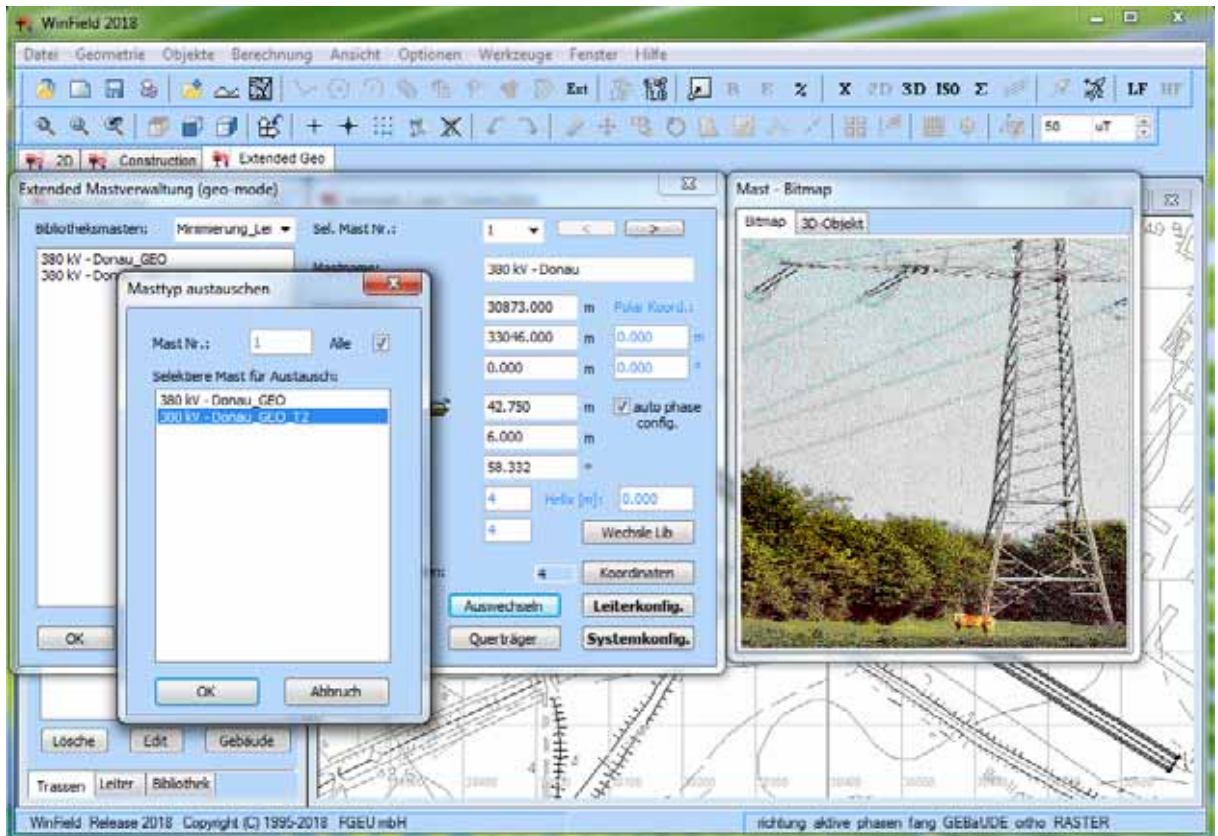 WinField 2018
Datei Geometrie Objekte Berechnung Ansicht Optionen Werkzeuge Fenster Hilfe
Ext X 2D 3D ISO Σ LF HF
50 uT
2D Construction Extended Geo
Extended Mastverwaltung (geo-mode)
Bibliotheksmasten: Minimierung_Lei Sel. Mast Nr.: 1 < >
380 kV - Donau_GEO
380 kV - Don
380 kV - Donau
30873.000 m Polar Koord.:
33046.000 m 0.000 m
0.000 m 0.000 °
42.750 m auto phase config.
6.000 m
58.332 °
4 Helix [m]: 0.000
4 Wechsle Lib
4 Koordinaten
Auswechseln Leiterkonfig.
OK Querträger Systemkonfig.
Masttyp austauschen
Mast Nr.: 1 Alle
Selektiere Mast für Austausch:
380 kV - Donau_GEO
380 kV - Donau_GEO_T2
OK Abbruch
Mast - Bitmap
Bitmap 3D-Objekt
Lösche Edit Gebäude
Trassen Leiter Bibliothek
WinField Release 2018 Copyright (C) 1995-2018 FGEU mbH
richtung aktive phasen fang GEBäUDE ortho RASTER